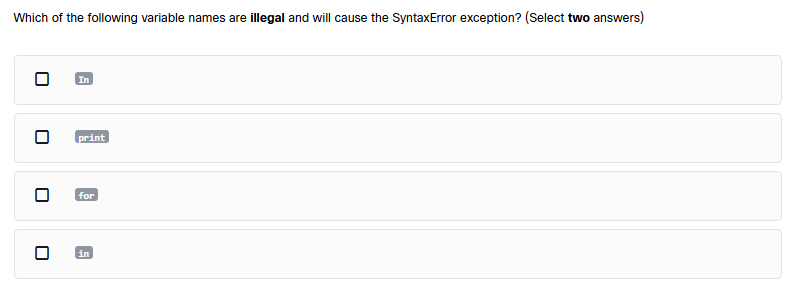 Which of the following variable names are illegal and will cause the SyntaxError exception? (Select two answers)
In
print
for
in